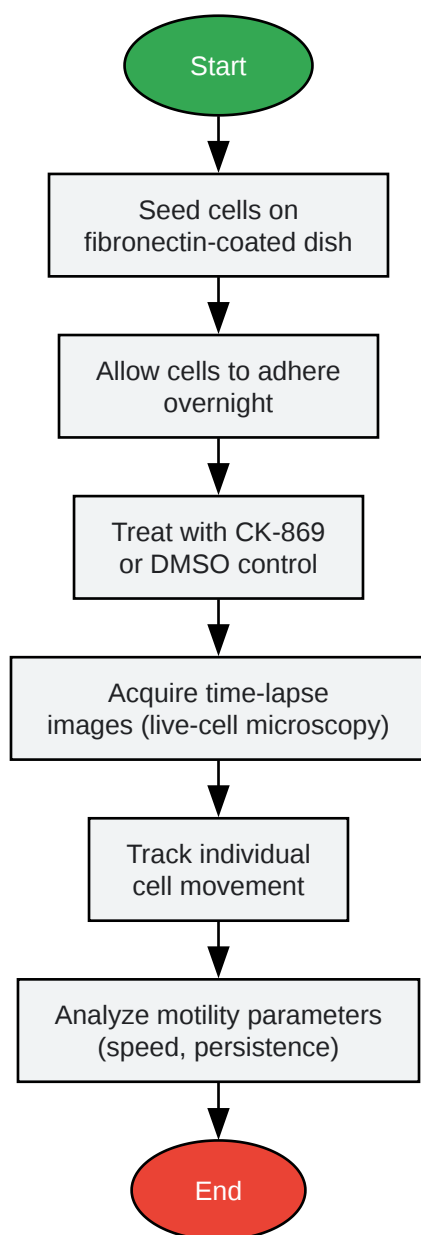 Start
Seed cells on
fibronectin-coated dish
Allow cells to adhere
overnight
Treat with CK-869
or DMSO control
Acquire time-lapse
images (live-cell microscopy)
Track individual
cell movement
Analyze motility parameters
(speed, persistence)
End